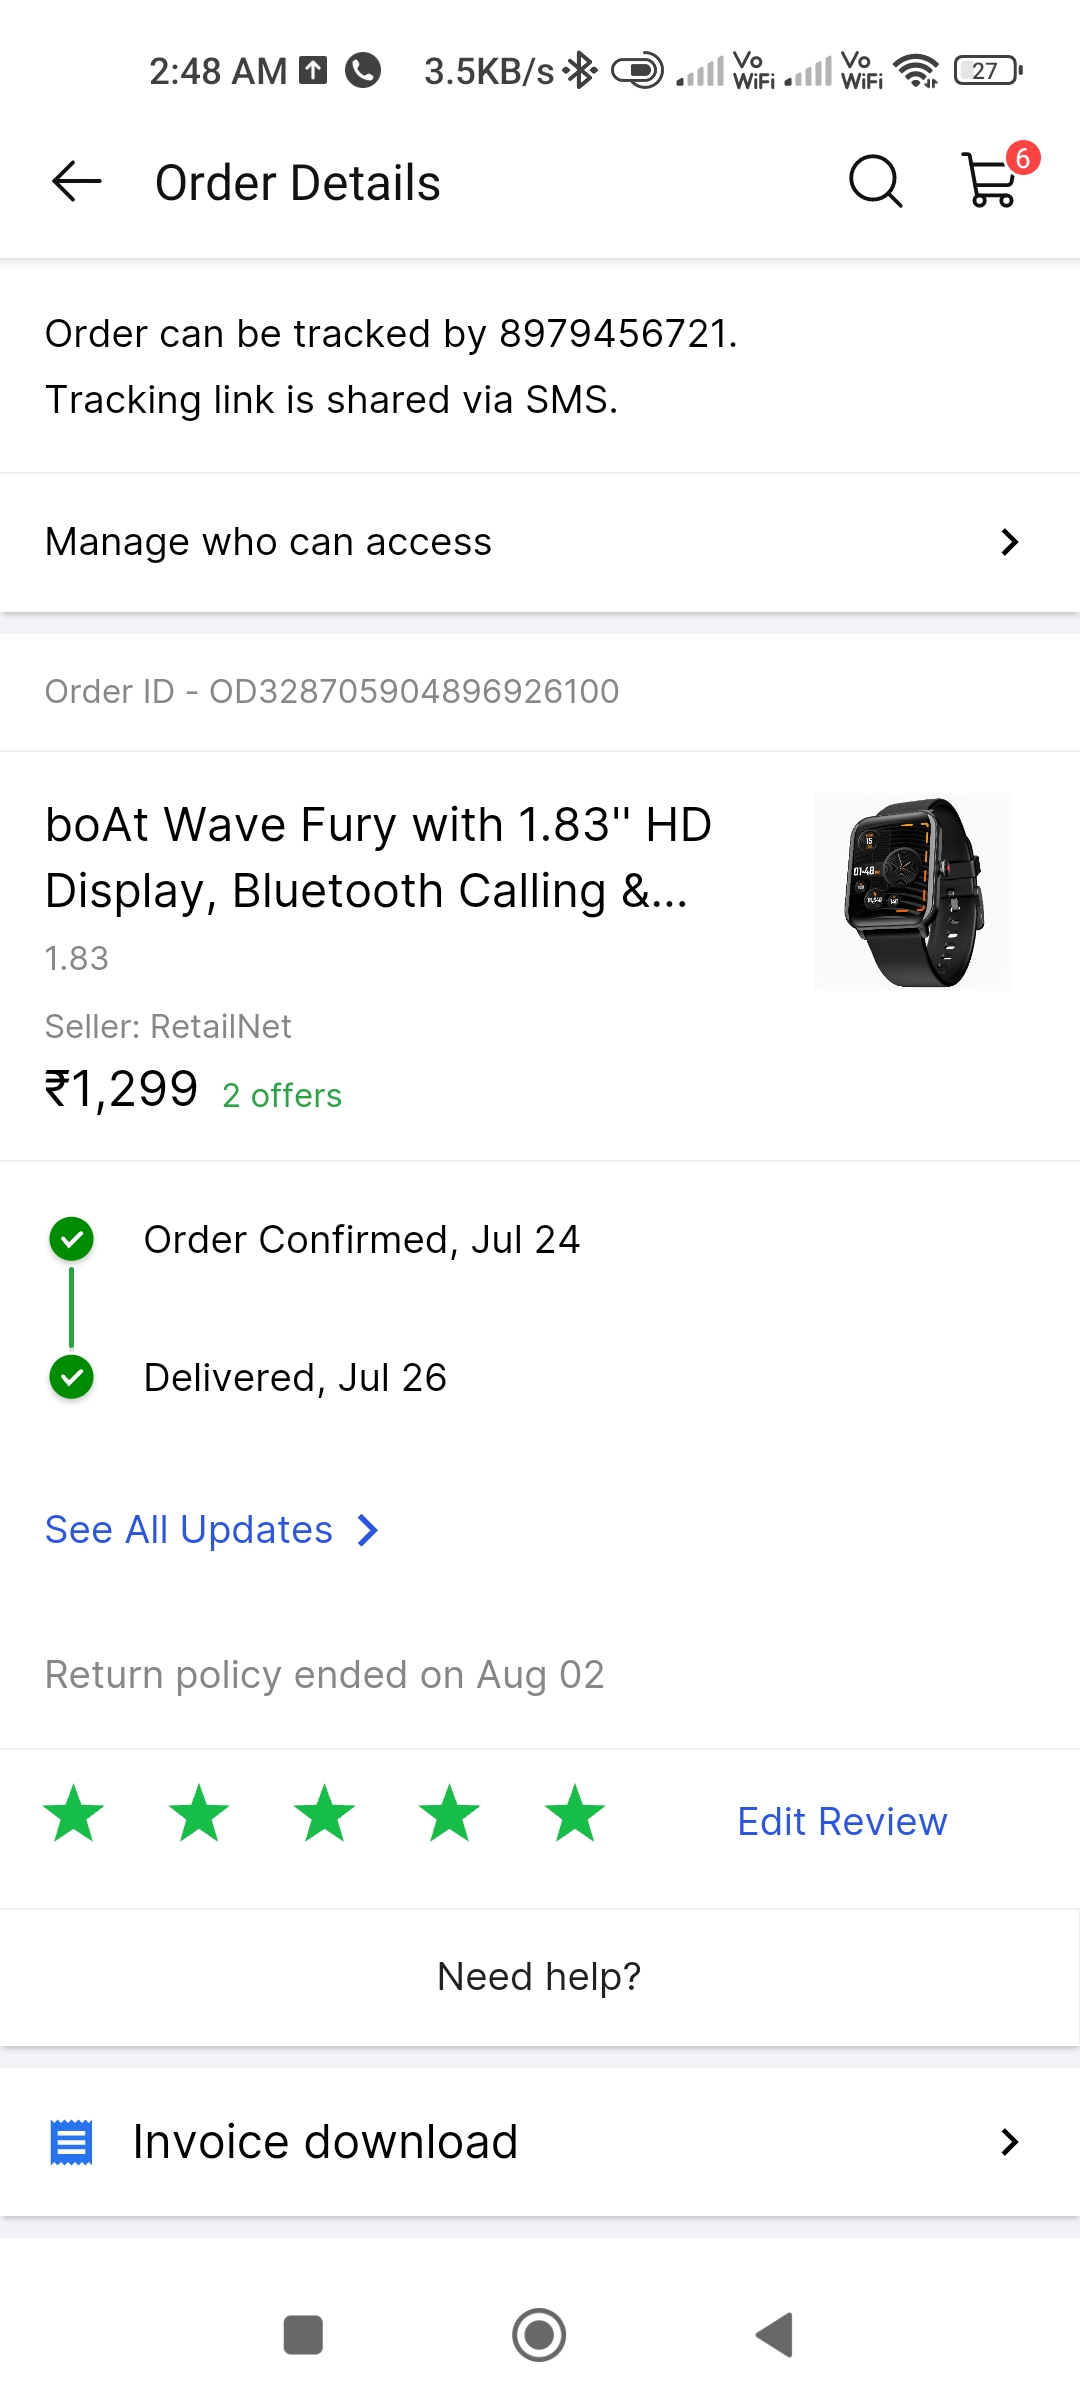 2:48 AM 3.5KB/s Vo WiFi Vo WiFi 27
Order Details 6
Order can be tracked by 8979456721.
Tracking link is shared via SMS.
Manage who can access
Order ID - OD328705904896926100
boAt Wave Fury with 1.83" HD
Display, Bluetooth Calling &...
1.83
Seller: RetailNet
₹1,299 2 offers
Order Confirmed, Jul 24
Delivered, Jul 26
See All Updates
Return policy ended on Aug 02
Edit Review
Need help?
Invoice download